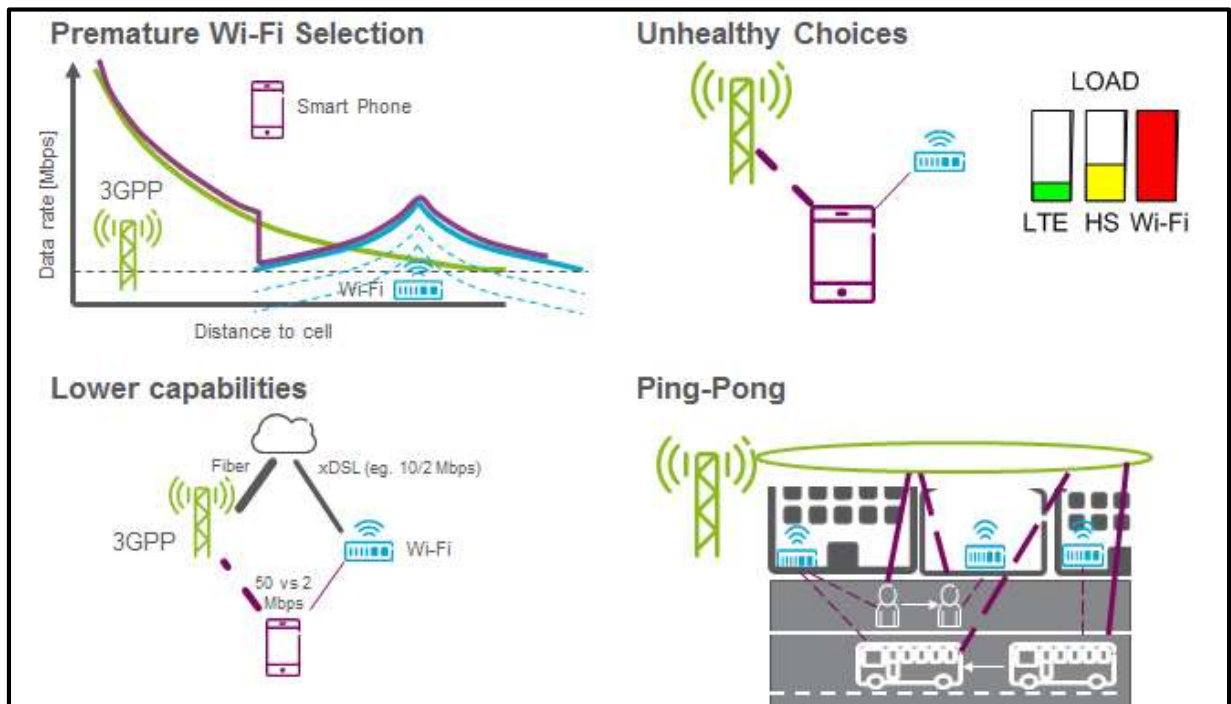 Premature Wi-Fi Selection
Data rate [Mbps]
Smart Phone
3GPP
Wi-Fi
Distance to cell
Unhealthy Choices
LOAD
LTE HS Wi-Fi
Lower capabilities
Fiber
xDSL (eg. 10/2 Mbps)
3GPP
Wi-Fi
50 vs 2
Mbps
Ping-Pong